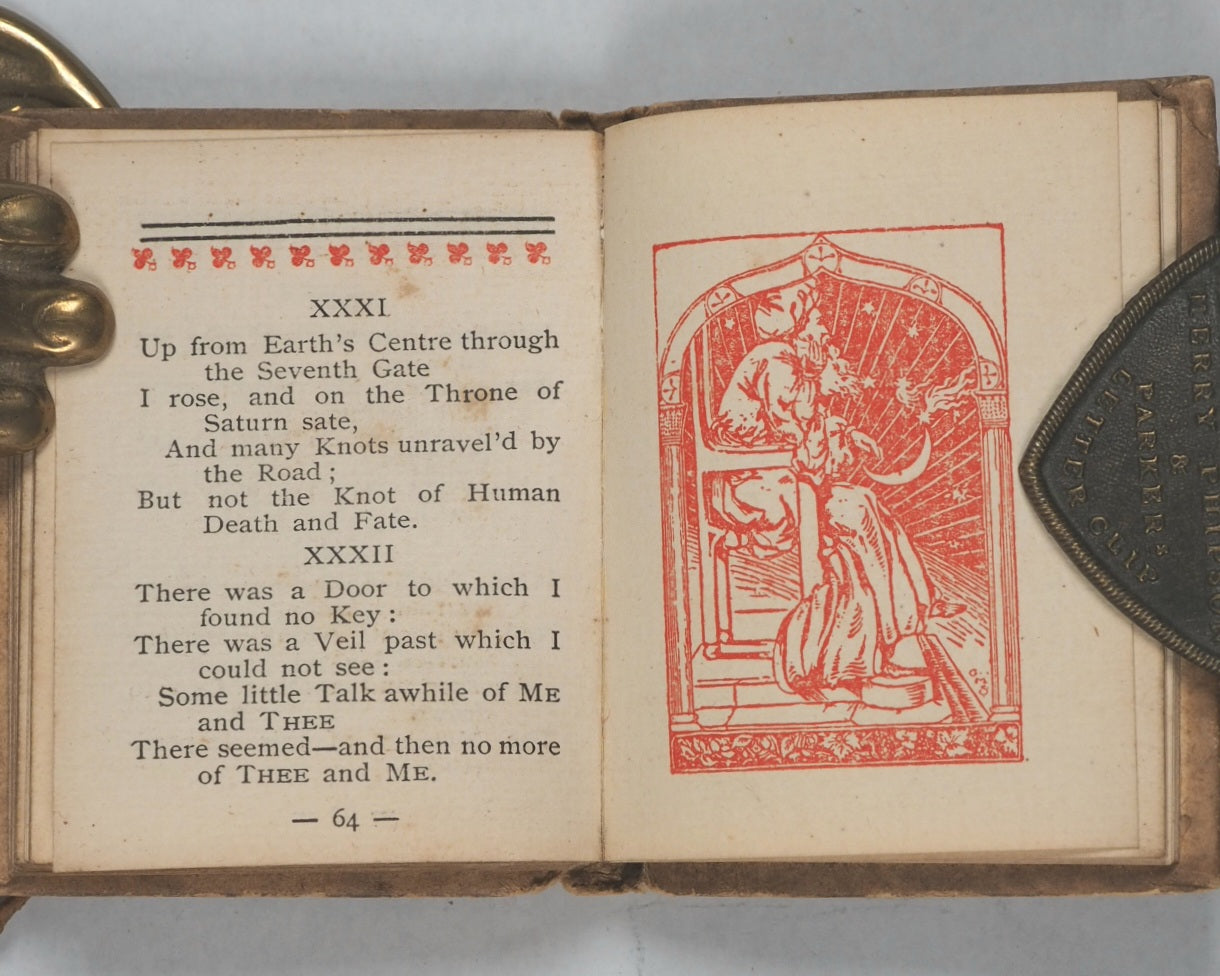 XXXI
Up from Earth's Centre through
the Seventh Gate
I rose, and on the Throne of
Saturn sate,
And many Knots unravel'd by
the Road;
But not the Knot of Human
Death and Fate.
XXXII
There was a Door to which I
found no Key:
There was a Veil past which I
could not see:
Some little Talk awhile of ME
and THEE
There seemed—and then no more
of THEE and ME.
— 64 —
PARKERS
&
LETTER CLIP